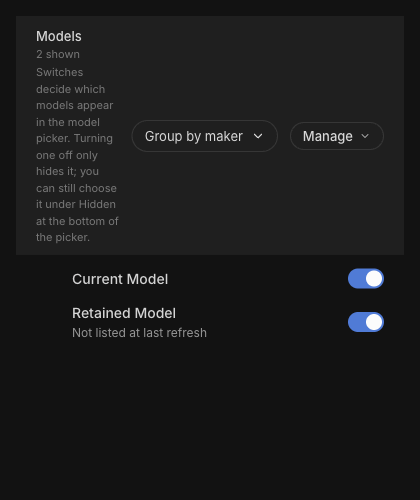 Models
2 shown
Switches
decide which
models appear
in the model
picker. Turning
one off only
hides it; you
can still choose
it under Hidden
at the bottom of
the picker.
Group by maker
Manage
Current Model
Retained Model
Not listed at last refresh